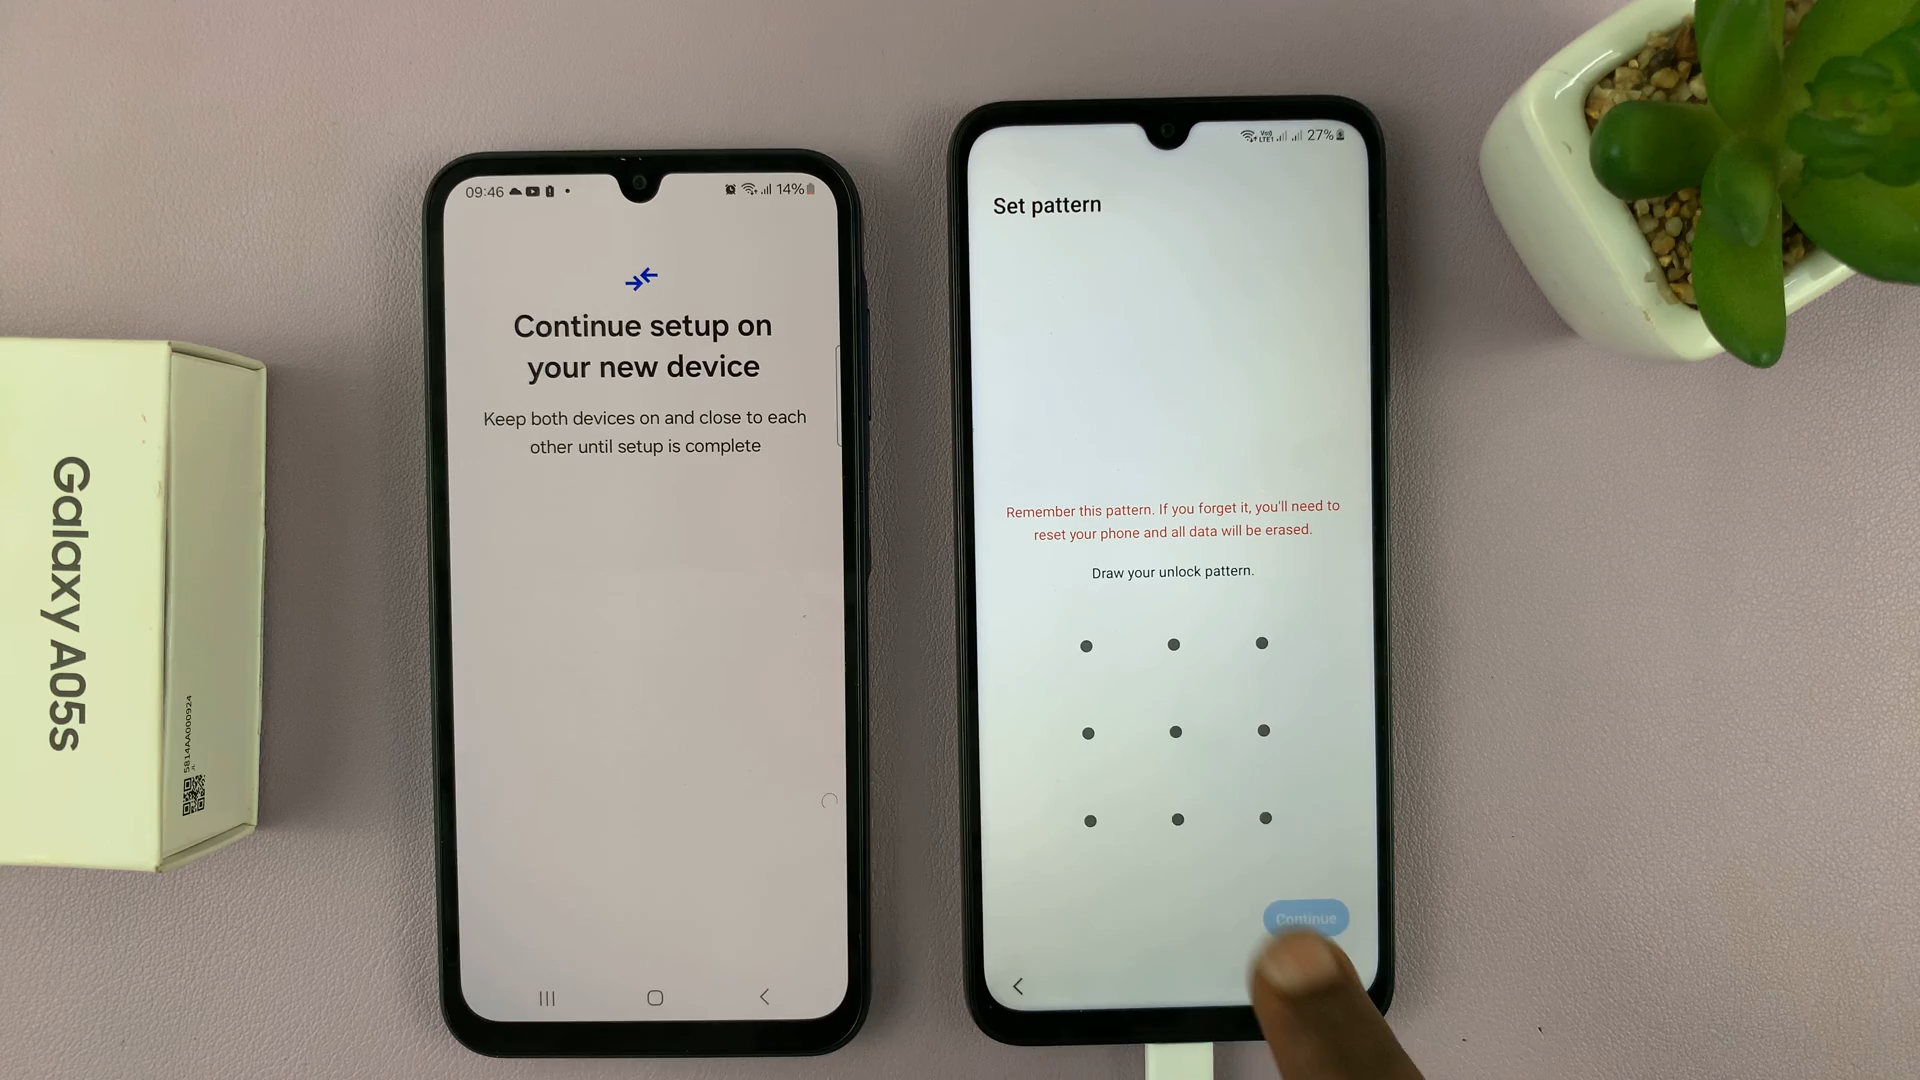 Galaxy A05s
5B14AA000924
09:46
14%
Continue setup on
your new device
Keep both devices on and close to each
other until setup is complete
LTE1
27%
Set pattern
Remember this pattern. If you forget it, you'll need to
reset your phone and all data will be erased.
Draw your unlock pattern.
Continue